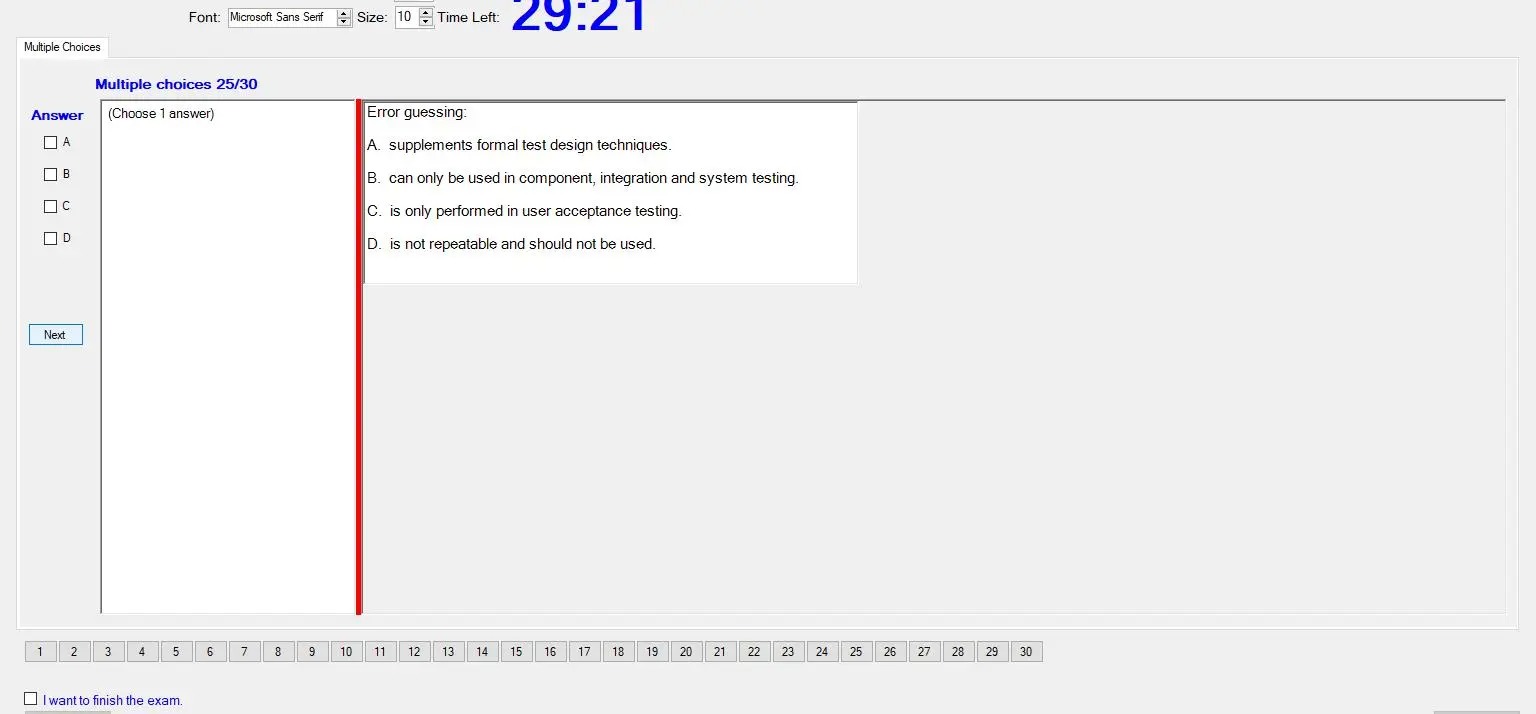 Font: Microsoft Sans Serif Size: 10 Time Left: 29:21
Multiple Choices
Multiple choices 25/30
Answer
(Choose 1 answer)
Error guessing:
A
A. supplements formal test design techniques.
B
B. can only be used in component, integration and system testing.
C
C. is only performed in user acceptance testing.
D
D. is not repeatable and should not be used.
Next
1 2 3 4 5 6 7 8 9 10 11 12 13 14 15 16 17 18 19 20 21 22 23 24 25 26 27 28 29 30
I want to finish the exam.